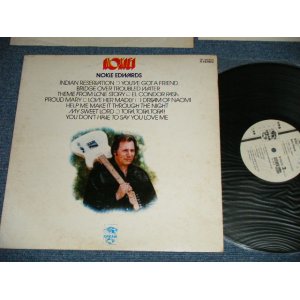 NOKIE
NOKIE EDWARDS
INDIAN RESERVATION ○ YOU'VE GOT A FRIEND
BRIDGE OVER TROUBLED WATER
THEME FROM LOVE STORY ○ EL CONDOR PASA
PROUD MARY ○ LOVE HER MADLY ○ I DREAM OF NAOMI
HELP ME MAKE IT THROUGH THE NIGHT
MY SWEET LORD ○ TORA TORA TORA!
YOU DON'T HAVE TO SAY YOU LOVE ME